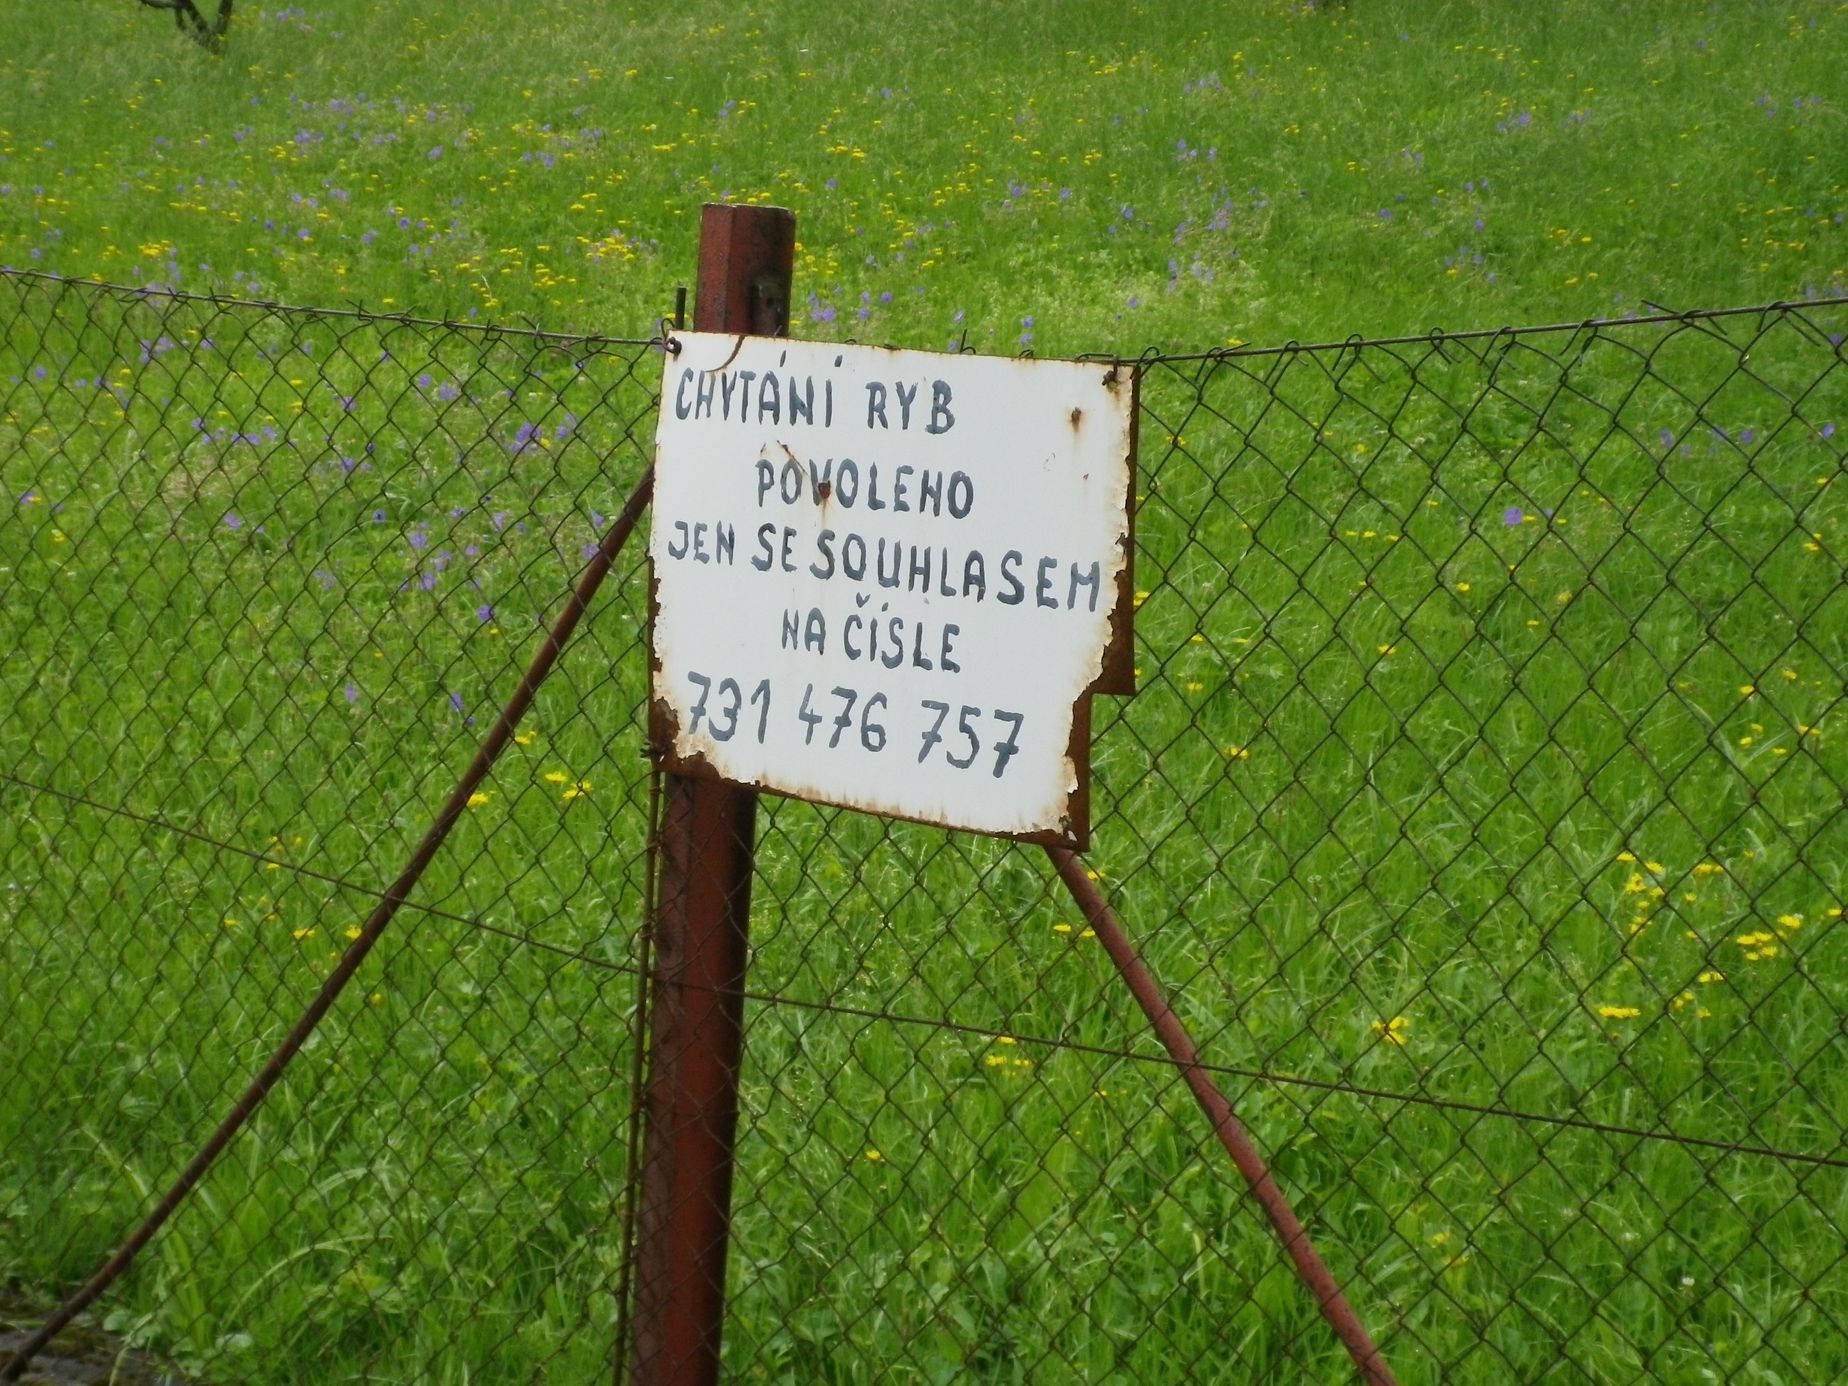 CHYTÁNÍ RYB
POVOLENO
JEN SE SOUHLASEM
NA ČÍSLE
731 476 757